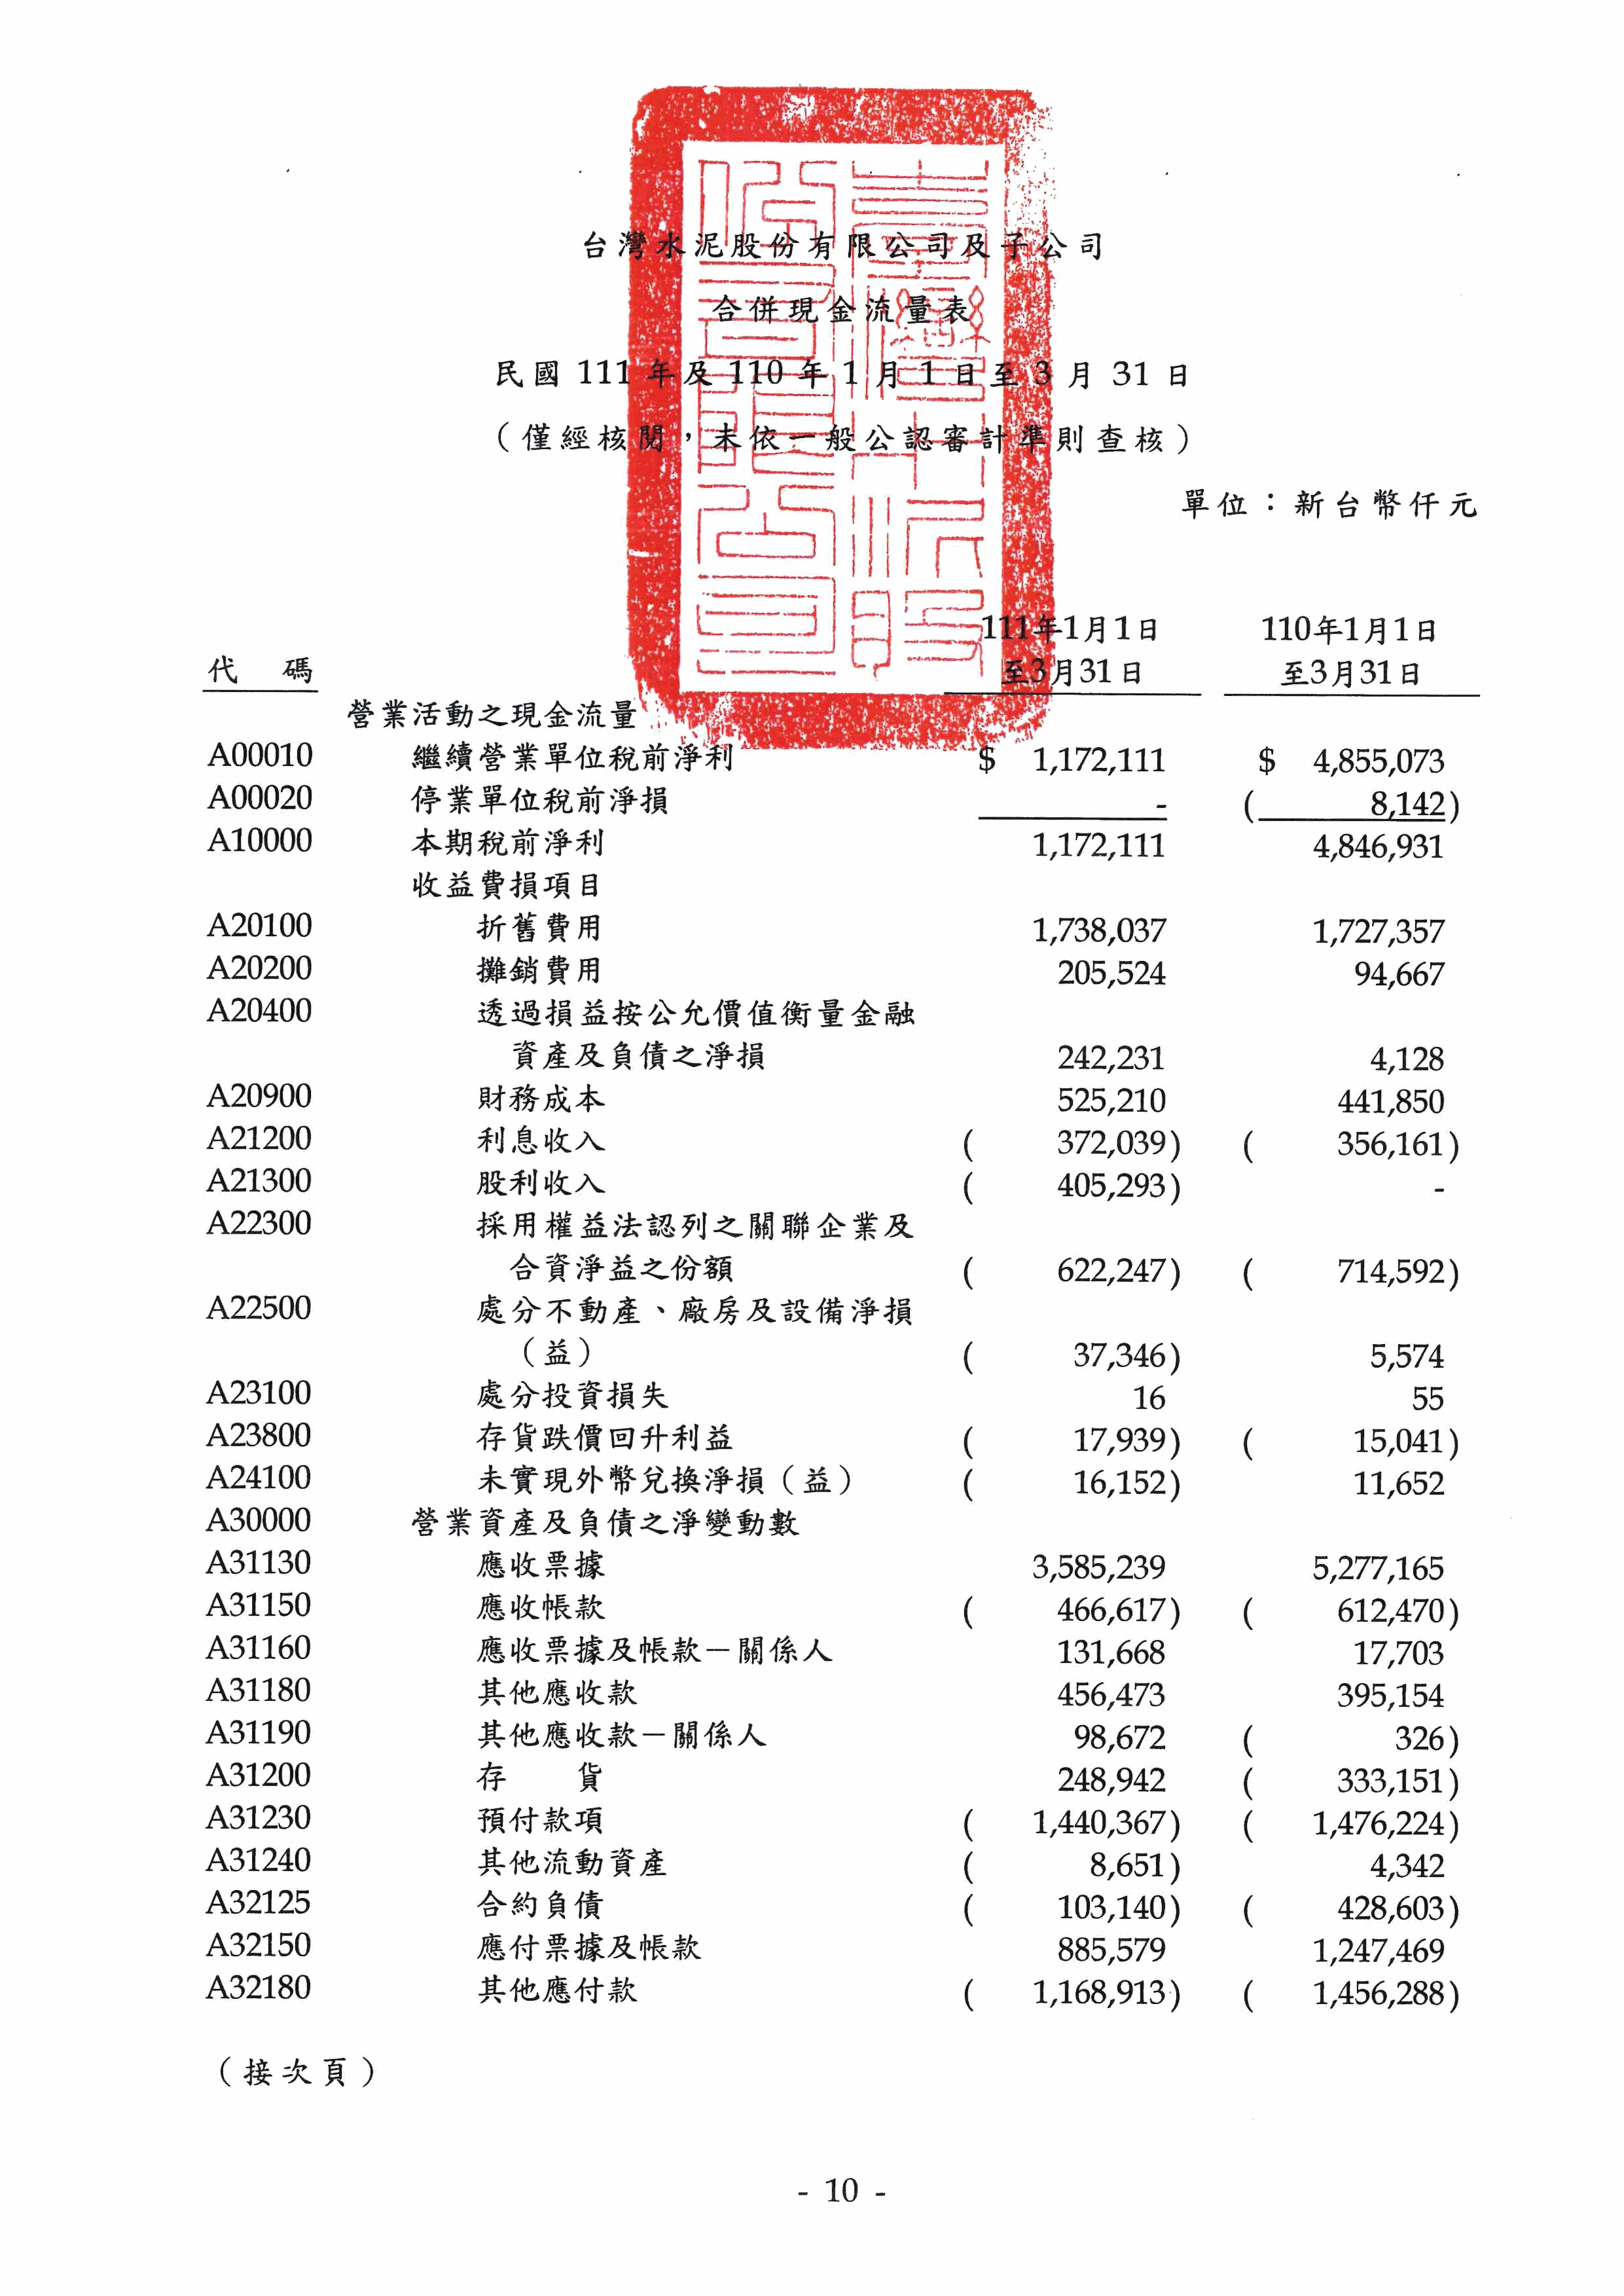 台灣水泥股份有限公司及子公司
合併現金流量表
民國 111 年及 110 年 1 月 1 日至 3 月 31 日
（僅經核閱，未依一般公認審計準則查核）
單位：新台幣仟元
代 碼 111年1月1日至3月31日 110年1月1日至3月31日
營業活動之現金流量
A00010 繼續營業單位稅前淨利 $ 1,172,111 $ 4,855,073
A00020 停業單位稅前淨損 - ( 8,142)
A10000 本期稅前淨利 1,172,111 4,846,931
收益費損項目
A20100 折舊費用 1,738,037 1,727,357
A20200 攤銷費用 205,524 94,667
A20400 透過損益按公允價值衡量金融
資產及負債之淨損 242,231 4,128
A20900 財務成本 525,210 441,850
A21200 利息收入 ( 372,039) ( 356,161)
A21300 股利收入 ( 405,293) -
A22300 採用權益法認列之關聯企業及
合資淨益之份額 ( 622,247) ( 714,592)
A22500 處分不動產、廠房及設備淨損
（益） ( 37,346) 5,574
A23100 處分投資損失 16 55
A23800 存貨跌價回升利益 ( 17,939) ( 15,041)
A24100 未實現外幣兌換淨損（益） ( 16,152) 11,652
A30000 營業資產及負債之淨變動數
A31130 應收票據 3,585,239 5,277,165
A31150 應收帳款 ( 466,617) ( 612,470)
A31160 應收票據及帳款－關係人 131,668 17,703
A31180 其他應收款 456,473 395,154
A31190 其他應收款－關係人 98,672 ( 326)
A31200 存 貨 248,942 ( 333,151)
A31230 預付款項 ( 1,440,367) ( 1,476,224)
A31240 其他流動資產 ( 8,651) 4,342
A32125 合約負債 ( 103,140) ( 428,603)
A32150 應付票據及帳款 885,579 1,247,469
A32180 其他應付款 ( 1,168,913) ( 1,456,288)
（接次頁）
- 10 -